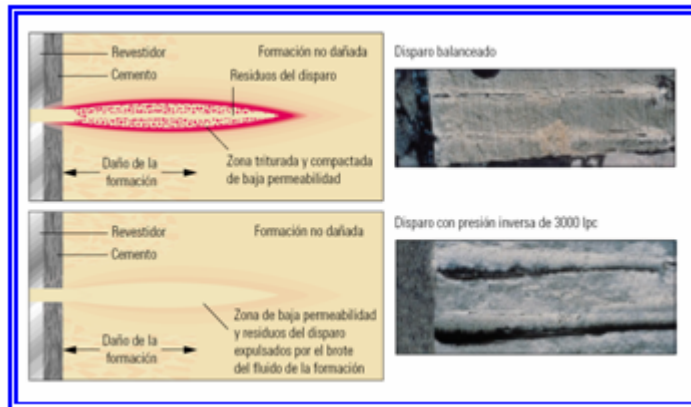 Revestidor
Cemento
Formación no dañada
Residuos del disparo
Daño de la
formación
Zona triturada y compactada
de baja permeabilidad
Disparo balanceado
Revestidor
Cemento
Formación no dañada
Daño de la
formación
Zona de baja permeabilidad
y residuos del disparo
expulsados por el brote
del fluido de la formación
Disparo con presión inversa de 3000 lpc